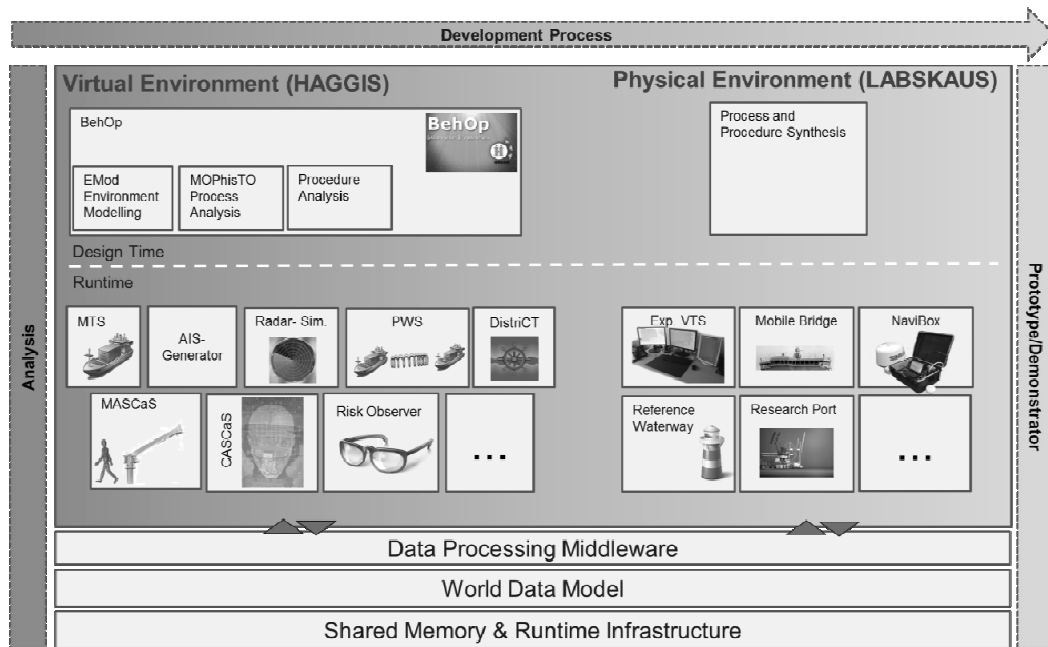 Development Process
Analysis
Virtual Environment (HAGGIS)
Physical Environment (LABSKAUS)
BehOp
BehOp
EMod
Environment
Modelling
MOPhisTO
Process
Analysis
Procedure
Analysis
Process and
Procedure Synthesis
Design Time
Runtime
MTS
AIS-
Generator
Radar- Sim.
PWS
DistriCT
Exp. VTS
Mobile Bridge
NaviBox
MASCaS
CASCaS
Risk Observer
...
Reference
Waterway
Research Port
...
Data Processing Middleware
World Data Model
Shared Memory & Runtime Infrastructure
Prototype/Demonstrator